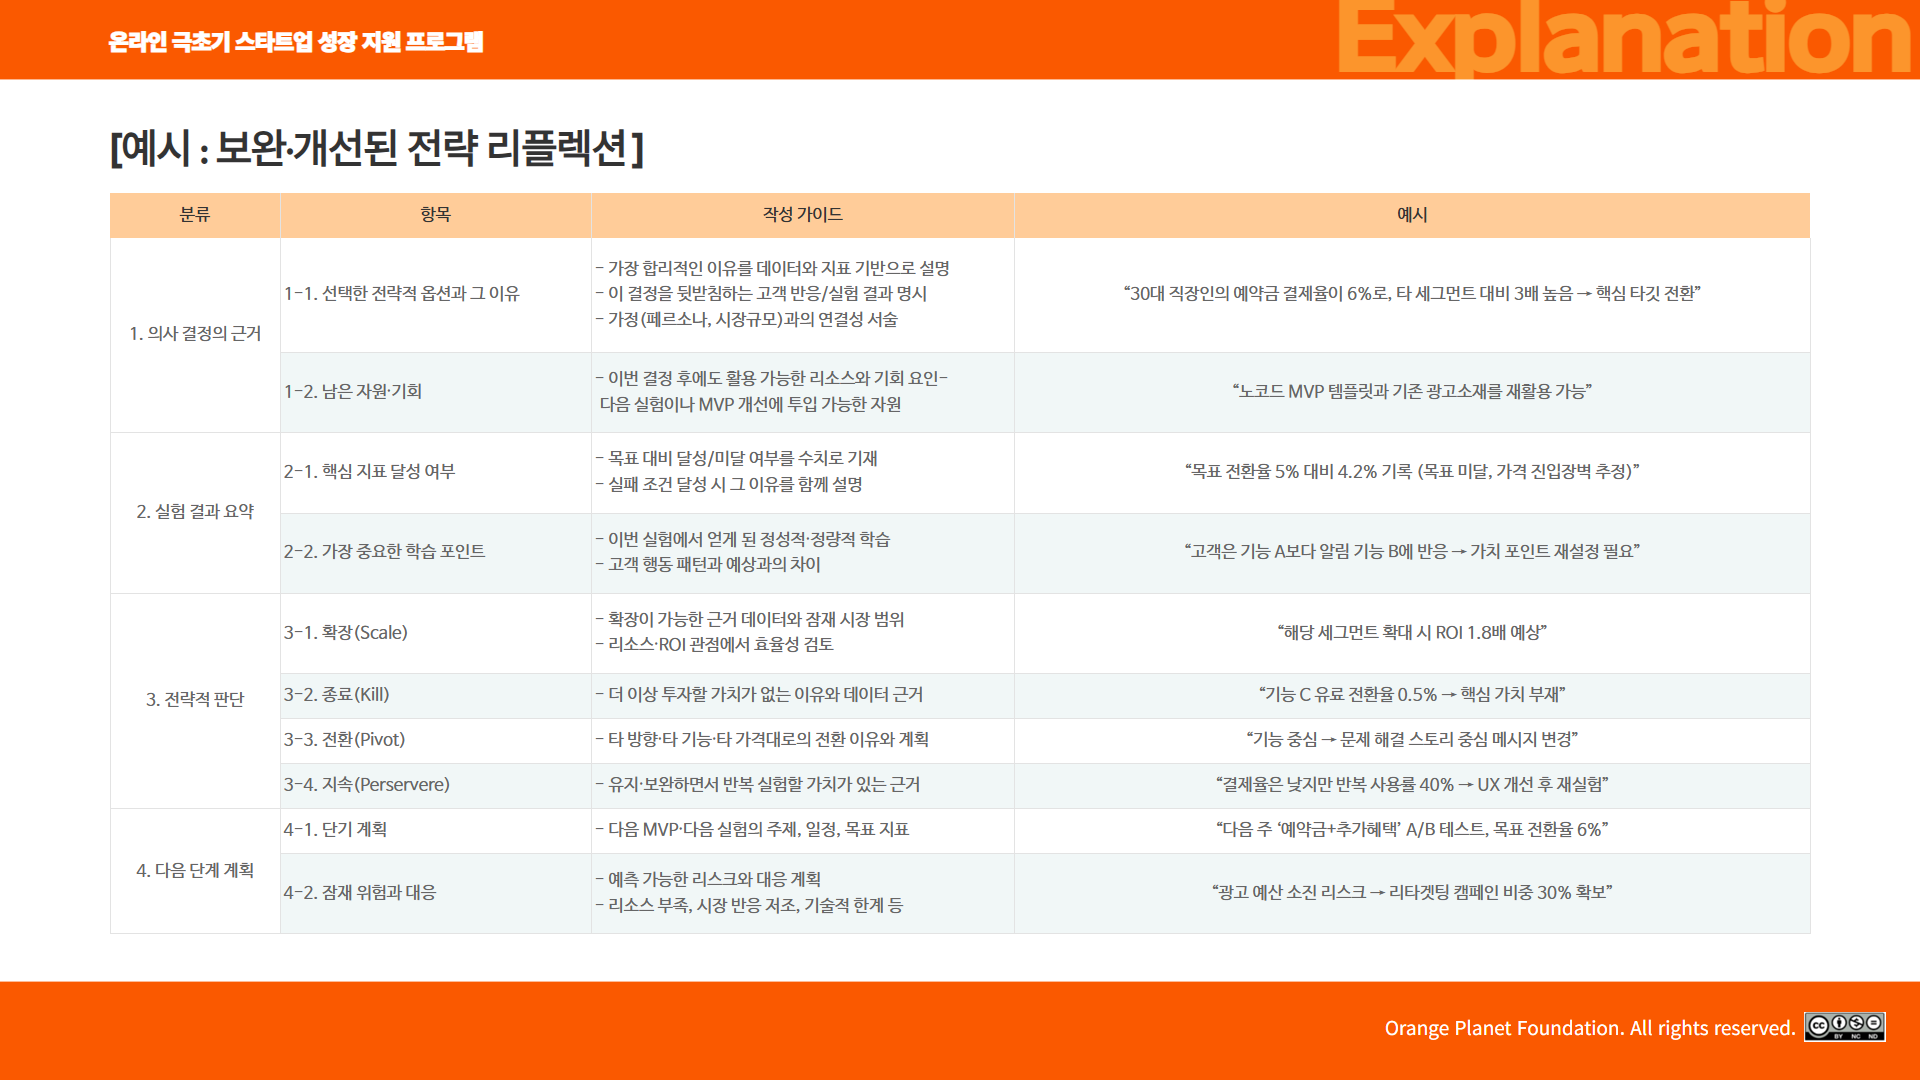 온라인 극초기 스타트업 성장 지원 프로그램
Explanation
[예시 : 보완·개선된 전략 리플렉션]
분류
항목
작성 가이드
예시
1. 의사 결정의 근거
1-1. 선택한 전략적 옵션과 그 이유
- 가장 합리적인 이유를 데이터와 지표 기반으로 설명
- 이 결정을 뒷받침하는 고객 반응/실험 결과 명시
- 가정(페르소나, 시장규모)과의 연결성 서술
“30대 직장인의 예약금 결제율이 6%로, 타 세그먼트 대비 3배 높음 → 핵심 타깃 전환”
1-2. 남은 자원·기회
- 이번 결정 후에도 활용 가능한 리소스와 기회 요인-
다음 실험이나 MVP 개선에 투입 가능한 자원
“노코드 MVP 템플릿과 기존 광고소재를 재활용 가능”
2. 실험 결과 요약
2-1. 핵심 지표 달성 여부
- 목표 대비 달성/미달 여부를 수치로 기재
- 실패 조건 달성 시 그 이유를 함께 설명
“목표 전환율 5% 대비 4.2% 기록 (목표 미달, 가격 진입장벽 추정)”
2-2. 가장 중요한 학습 포인트
- 이번 실험에서 얻게 된 정성적·정량적 학습
- 고객 행동 패턴과 예상과의 차이
“고객은 기능 A보다 알림 기능 B에 반응 → 가치 포인트 재설정 필요”
3. 전략적 판단
3-1. 확장(Scale)
- 확장이 가능한 근거 데이터와 잠재 시장 범위
- 리소스·ROI 관점에서 효율성 검토
“해당 세그먼트 확대 시 ROI 1.8배 예상”
3-2. 종료(Kill)
- 더 이상 투자할 가치가 없는 이유와 데이터 근거
“기능 C 유료 전환율 0.5% → 핵심 가치 부재”
3-3. 전환(Pivot)
- 타 방향·타 기능·타 가격대로의 전환 이유와 계획
“기능 중심 → 문제 해결 스토리 중심 메시지 변경”
3-4. 지속(Perservere)
- 유지·보완하면서 반복 실험할 가치가 있는 근거
“결제율은 낮지만 반복 사용률 40% → UX 개선 후 재실험”
4. 다음 단계 계획
4-1. 단기 계획
- 다음 MVP·다음 실험의 주제, 일정, 목표 지표
“다음 주 ‘예약금+추가혜택’ A/B 테스트, 목표 전환율 6%”
4-2. 잠재 위험과 대응
- 예측 가능한 리스크와 대응 계획
- 리소스 부족, 시장 반응 저조, 기술적 한계 등
“광고 예산 소진 리스크 → 리타겟팅 캠페인 비중 30% 확보”
Orange Planet Foundation. All rights reserved.
cc
BY NC ND